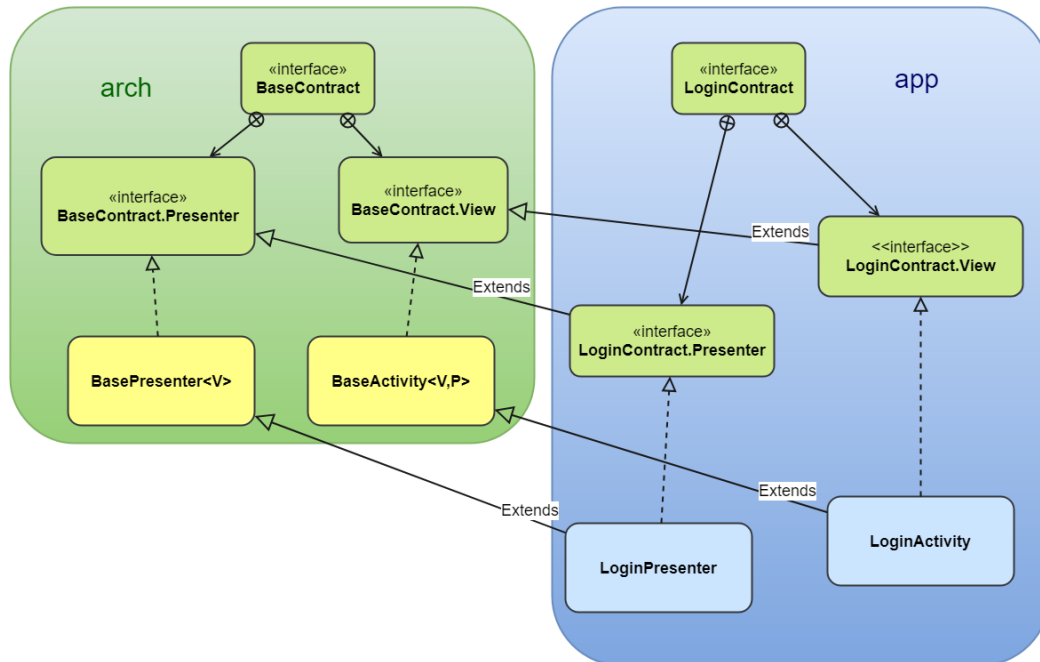 arch
«interface»
BaseContract
«interface»
BaseContract.Presenter
«interface»
BaseContract.View
BasePresenter<V>
BaseActivity<V,P>
app
«interface»
LoginContract
Extends
<<interface>>
LoginContract.View
Extends
«interface»
LoginContract.Presenter
Extends
Extends
LoginPresenter
LoginActivity